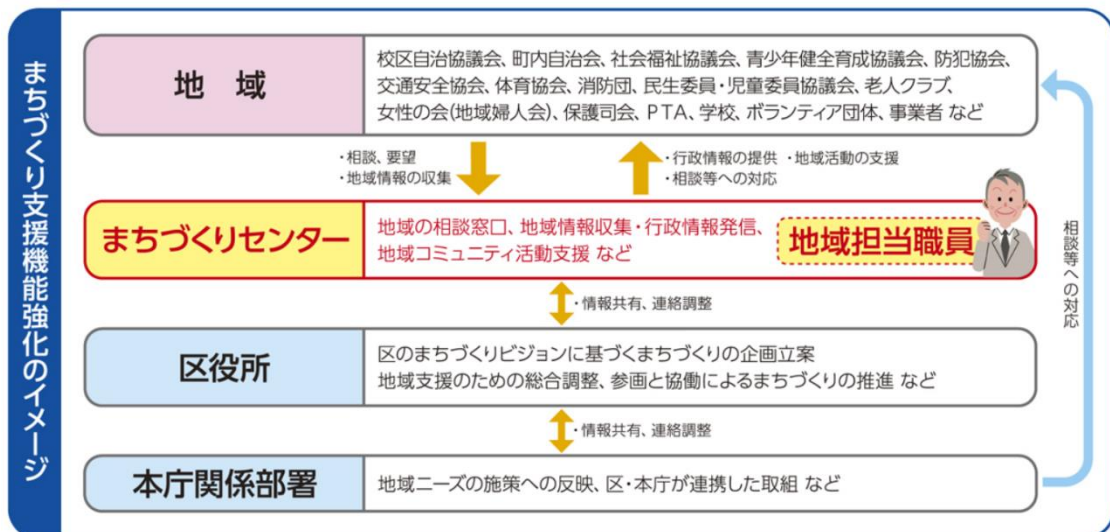 まちづくり支援機能強化のイメージ
地　域
校区自治協議会、町内自治会、社会福祉協議会、青少年健全育成協議会、防犯協会、
交通安全協会、体育協会、消防団、民生委員・児童委員協議会、老人クラブ、
女性の会(地域婦人会)、保護司会、PTA、学校、ボランティア団体、事業者 など
・相談、要望
・地域情報の収集
・行政情報の提供 ・地域活動の支援
・相談等への対応
まちづくりセンター
地域の相談窓口、地域情報収集・行政情報発信、
地域コミュニティ活動支援 など
地域担当職員
・情報共有、連絡調整
区役所
区のまちづくりビジョンに基づくまちづくりの企画立案
地域支援のための総合調整、参画と協働によるまちづくりの推進 など
・情報共有、連絡調整
本庁関係部署
地域ニーズの施策への反映、区・本庁が連携した取組 など
相談等への対応